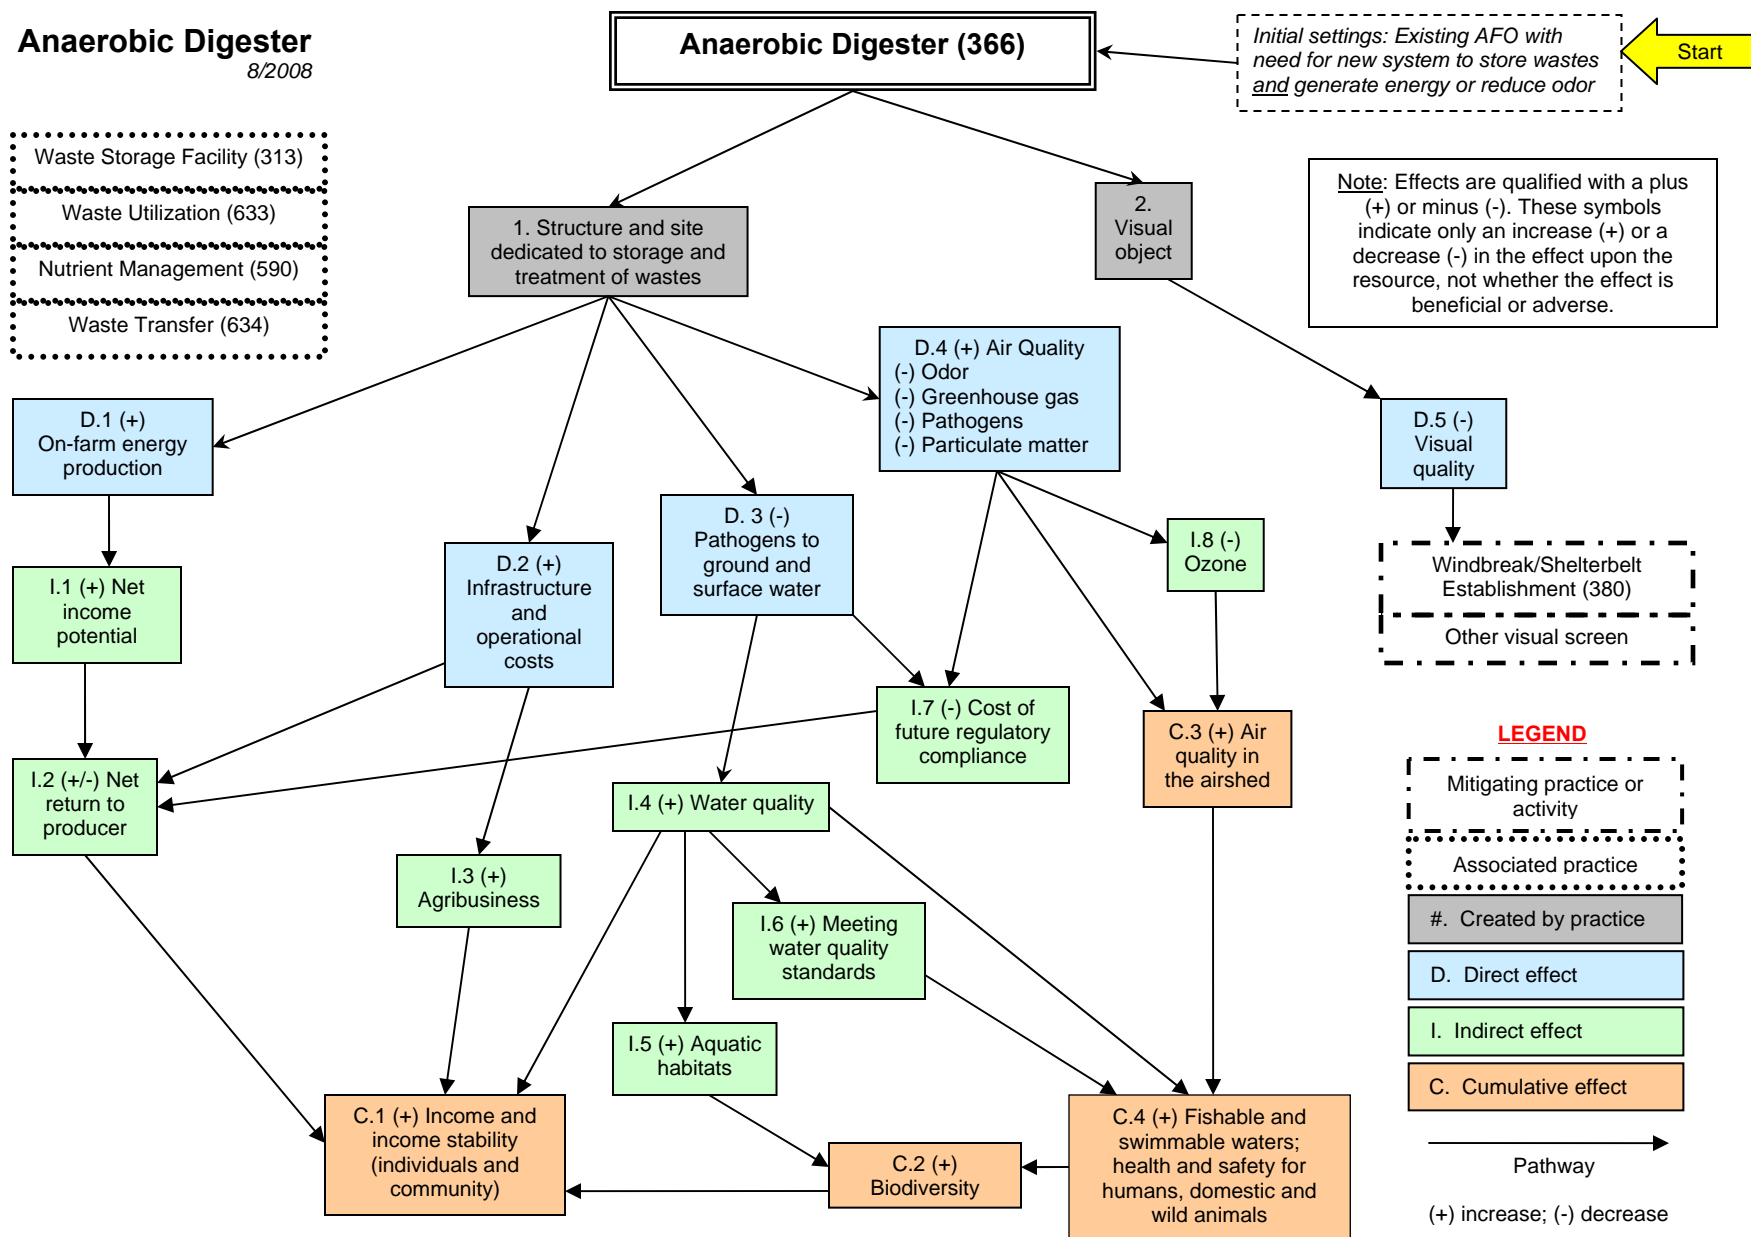 Anaerobic Digester
8/2008
Anaerobic Digester (366)
Initial settings: Existing AFO with
need for new system to store wastes
and generate energy or reduce odor
Start
Waste Storage Facility (313)
Waste Utilization (633)
Nutrient Management (590)
Waste Transfer (634)
1. Structure and site
dedicated to storage and
treatment of wastes
2.
Visual
object
Note: Effects are qualified with a plus
(+) or minus (-). These symbols
indicate only an increase (+) or a
decrease (-) in the effect upon the
resource, not whether the effect is
beneficial or adverse.
D.1 (+)
On-farm energy
production
D.4 (+) Air Quality
(-) Odor
(-) Greenhouse gas
(-) Pathogens
(-) Particulate matter
D.5 (-)
Visual
quality
D.2 (+)
Infrastructure
and
operational
costs
D. 3 (-)
Pathogens to
ground and
surface water
I.8 (-)
Ozone
Windbreak/Shelterbelt
Establishment (380)
Other visual screen
I.1 (+) Net
income
potential
I.7 (-) Cost of
future regulatory
compliance
C.3 (+) Air
quality in
the airshed
I.2 (+/-) Net
return to
producer
I.4 (+) Water quality
I.3 (+)
Agribusiness
I.6 (+) Meeting
water quality
standards
I.5 (+) Aquatic
habitats
C.1 (+) Income and
income stability
(individuals and
community)
C.2 (+)
Biodiversity
C.4 (+) Fishable and
swimmable waters;
health and safety for
humans, domestic and
wild animals
LEGEND
Mitigating practice or
activity
Associated practice
#. Created by practice
D. Direct effect
I. Indirect effect
C. Cumulative effect
Pathway
(+) increase; (-) decrease